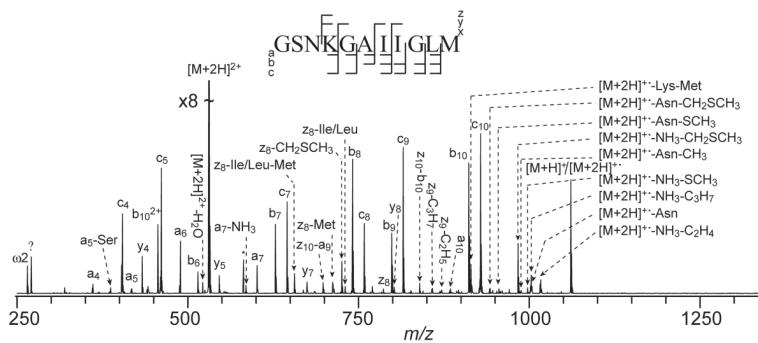 GSNKGAIIGLM
z
y
x
a
b
c
[M+2H]²⁺
x8 ~
ω2
?
a₄
a₅-Ser
c₄
a₅
y₄
b₁₀²⁺
c₅
a₆
b₆
[M+2H]²⁺-H₂O
y₅
a₇-NH₃
a₇
b₇
c₇
z₈-Ile/Leu-Met
y₇
z₁₀-a₉
z₈-Met
z₈-CH₂SCH₃
z₈-Ile/Leu
b₈
c₈
z₈
b₉
y₈
c₉
z₁₀-b₁₀
z₉-C₃H₇
z₉-C₂H₅
a₁₀
b₁₀
c₁₀
[M+2H]⁺·-Lys-Met
[M+2H]⁺·-Asn-CH₂SCH₃
[M+2H]⁺·-Asn-SCH₃
[M+2H]⁺·-NH₃-CH₂SCH₃
[M+2H]⁺·-Asn-CH₃
[M+H]⁺/[M+2H]⁺·
[M+2H]⁺·-NH₃-SCH₃
[M+2H]⁺·-NH₃-C₃H₇
[M+2H]⁺·-Asn
[M+2H]⁺·-NH₃-C₂H₄
250 500 750 1000 1250
m/z